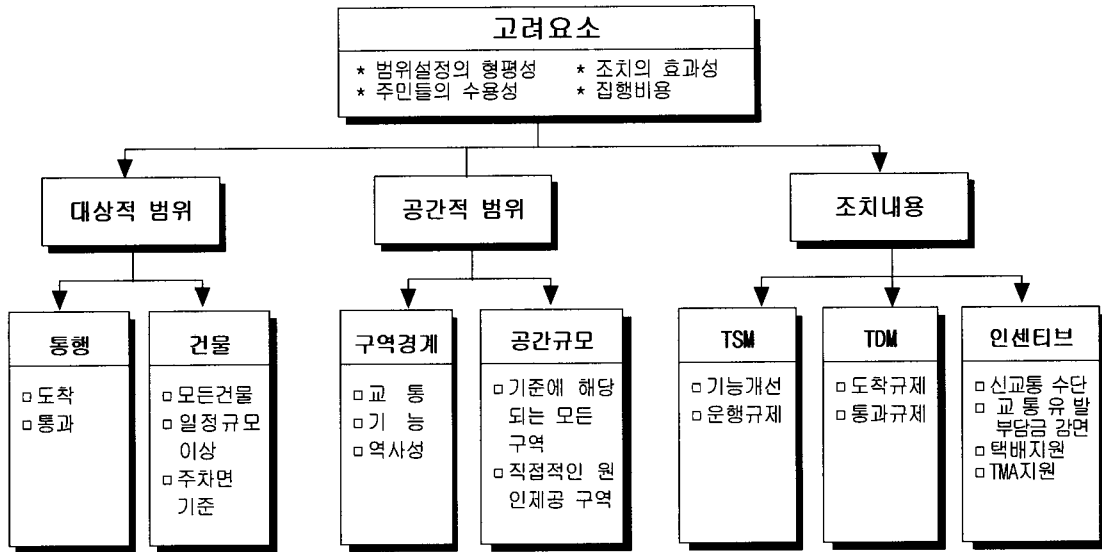 고려요소
* 범위설정의 형평성 * 조치의 효과성
* 주민들의 수용성 * 집행비용
대상적 범위
공간적 범위
조치내용
통행
□ 도착
□ 통과
건물
□ 모든건물
□ 일정규모
이상
□ 주차면
기준
구역경계
□ 교 통
□ 기 능
□ 역사성
공간규모
□ 기준에 해당
되는 모든
구역
□ 직접적인 원
인제공 구역
TSM
□ 기능개선
□ 운행규제
TDM
□ 도착규제
□ 통과규제
인센티브
□ 신교통 수단
□ 교 통 유 발
부담금 감면
□ 택배지원
□ TMA지원